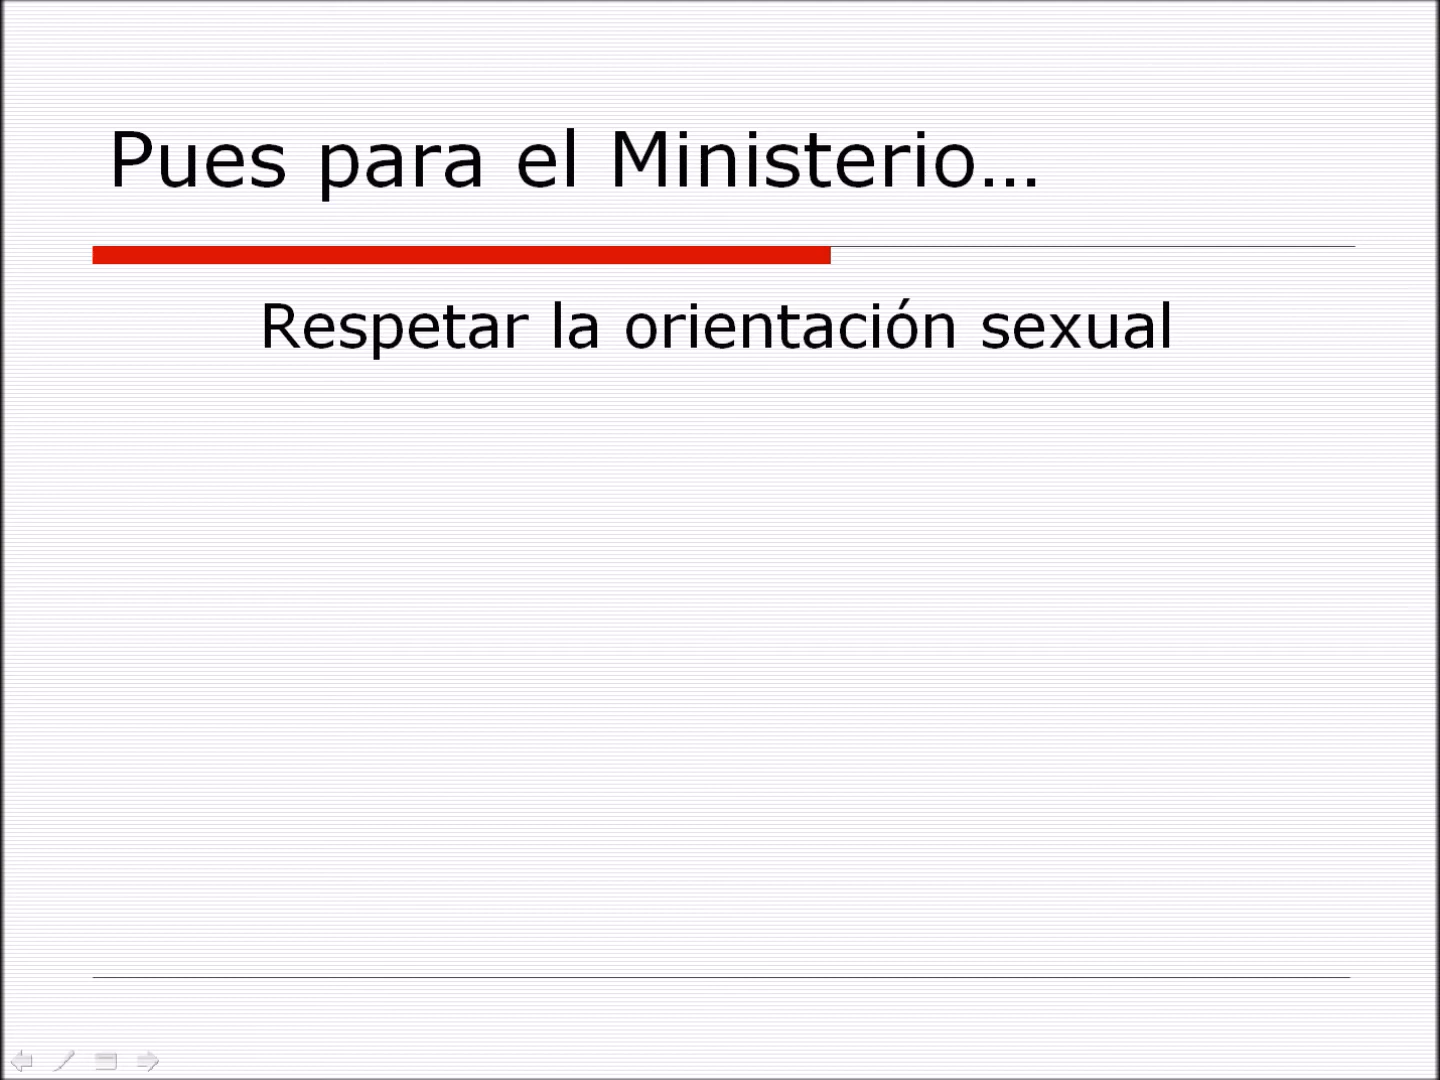 Pues para el Ministerio…
Respetar la orientación sexual